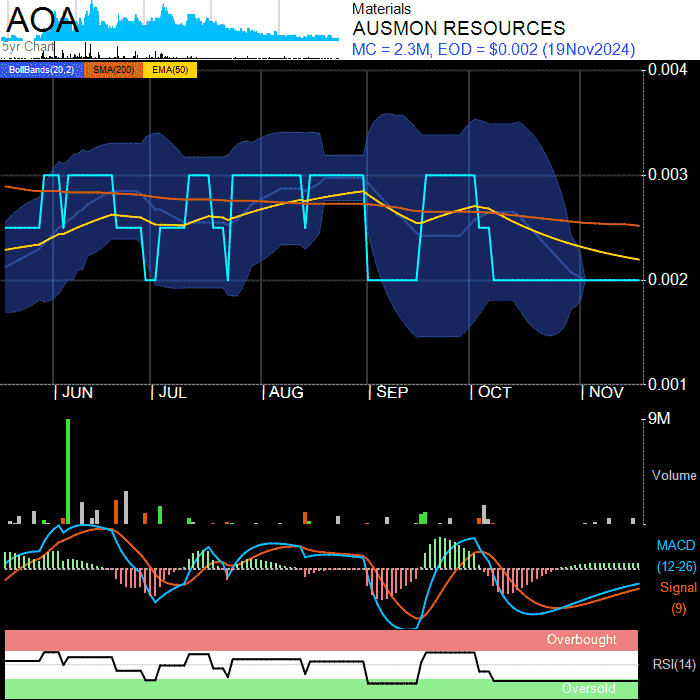 AOA
5yr Chart
Materials
AUSMON RESOURCES
MC = 2.3M, EOD = $0.002 (19Nov2024)
BollBands(20,2) SMA(200) EMA(50)
0.004
0.003
0.002
0.001
JUN JUL AUG SEP OCT NOV
9M
Volume
MACD
(12-26)
Signal
(9)
Overbought
RSI(14)
Oversold